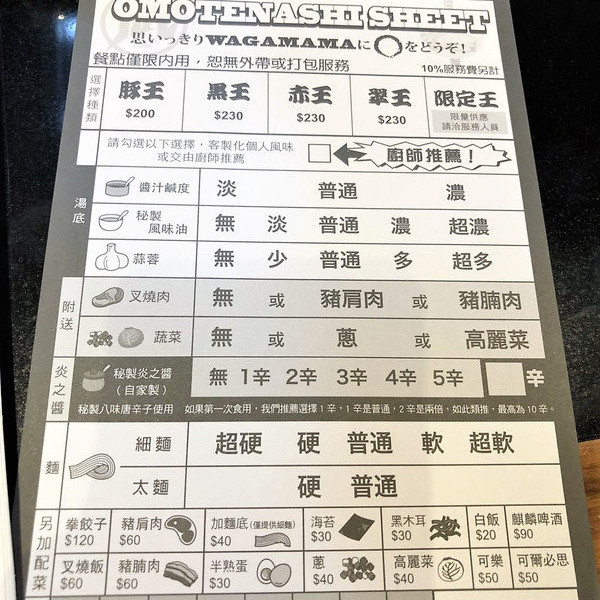 OMOTENASHI SHEET
思いっきりWAGAMAMAに〇をどうぞ!
餐點僅限內用，恕無外帶或打包服務
10%服務費另計
選擇種類
豚王 $200
黑王 $230
赤王 $230
翠王 $230
限定王
限量供應
請洽服務人員
請勾選以下選擇，客製化個人風味
或交由廚師推薦
廚師推薦！
湯底
醬汁鹹度 淡 普通 濃
秘製風味油 無 淡 普通 濃 超濃
蒜蓉 無 少 普通 多 超多
附送
叉燒肉 無 或 豬肩肉 或 豬腩肉
蔬菜 無 或 蔥 或 高麗菜
炎之醬
秘製炎之醬
（自家製）
無 1辛 2辛 3辛 4辛 5辛 辛
秘製八味唐辛子使用 如果第一次食用，我們推薦選擇1辛，1辛是普通，2辛是兩倍，如此類推，最高為10辛。
麵
細麵 超硬 硬 普通 軟 超軟
太麵 硬 普通
另加配菜
拳餃子 $120
豬肩肉 $60
加麵底(僅提供細麵) $40
海苔 $30
黑木耳 $30
白飯 $20
麒麟啤酒 $90
叉燒飯 $60
豬腩肉 $60
半熟蛋 $30
蔥 $40
高麗菜 $40
可樂 $50
可爾必思 $50